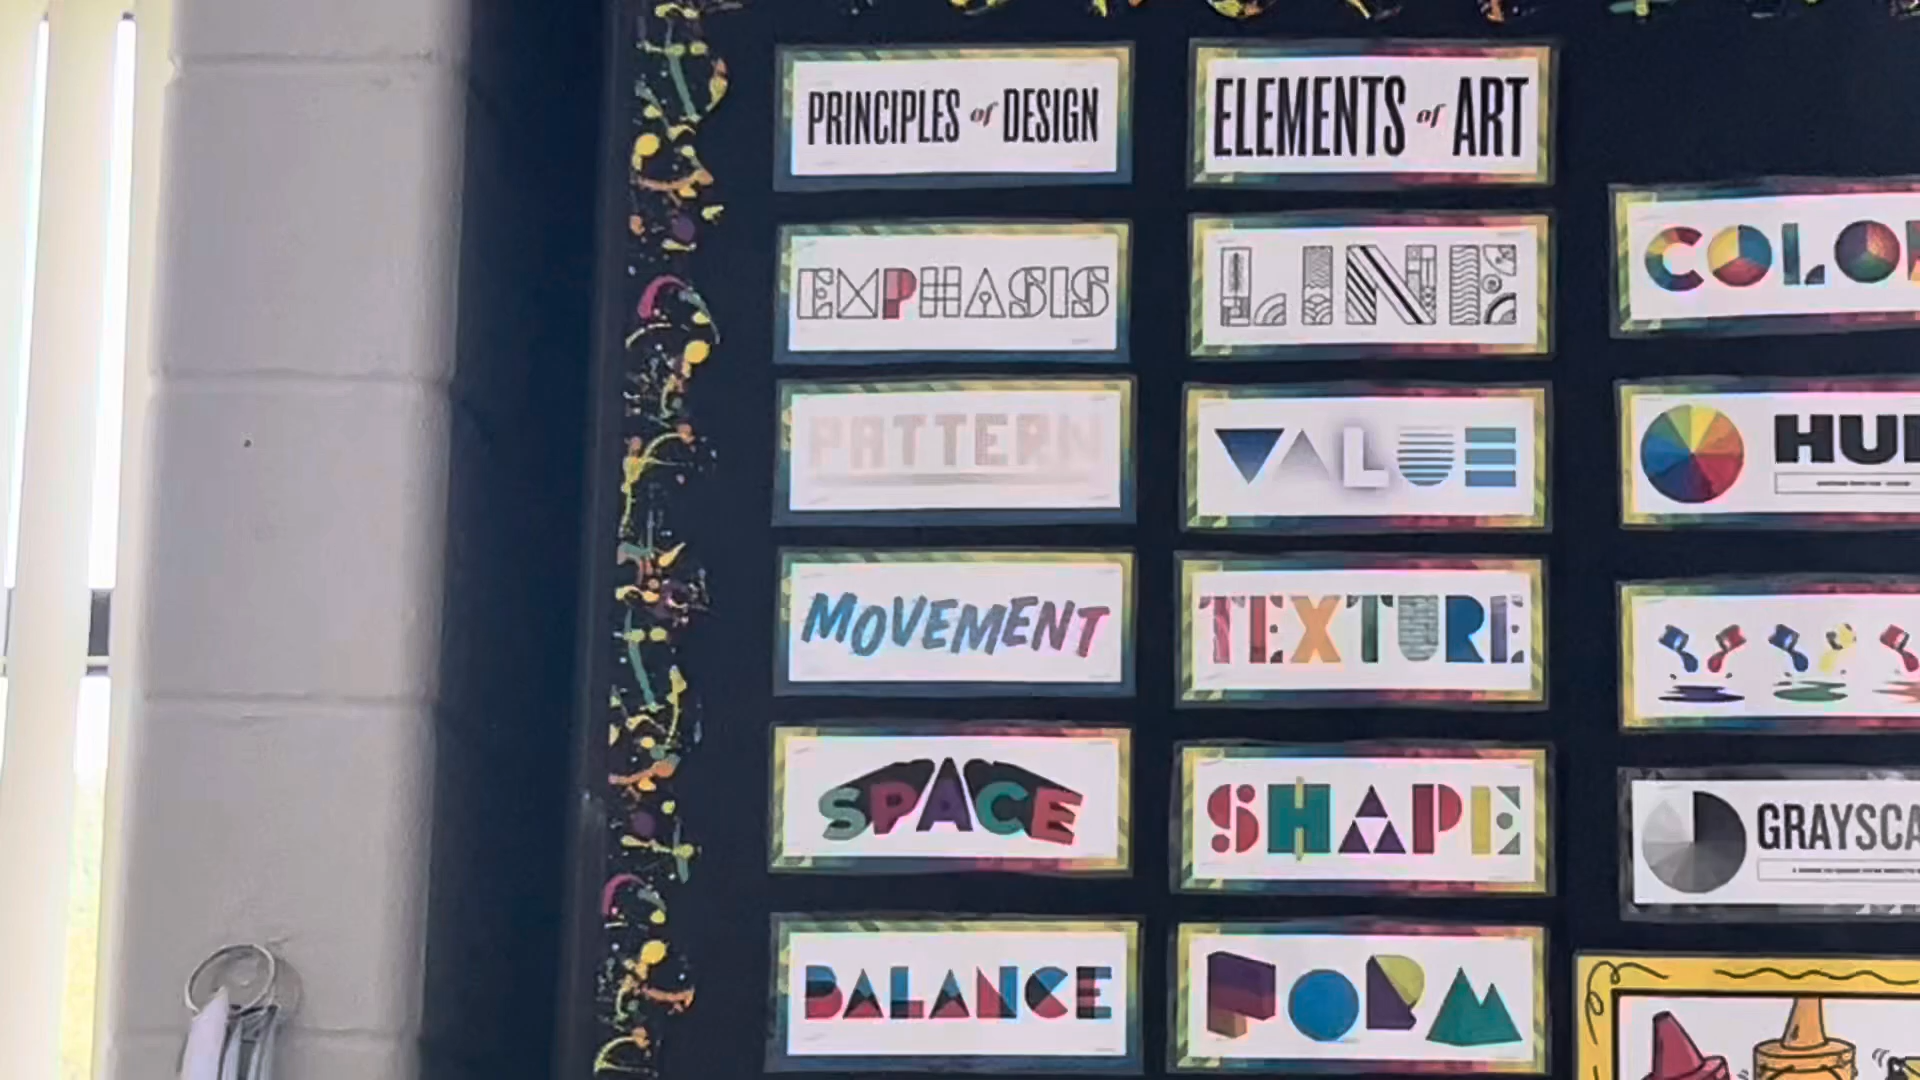 PRINCIPLES of DESIGN
EMPHASIS
PATTERN
MOVEMENT
SPACE
BALANCE
ELEMENTS of ART
LINE
VALUE
TEXTURE
SHAPE
FORM
COLO
HU
GRAYSCA